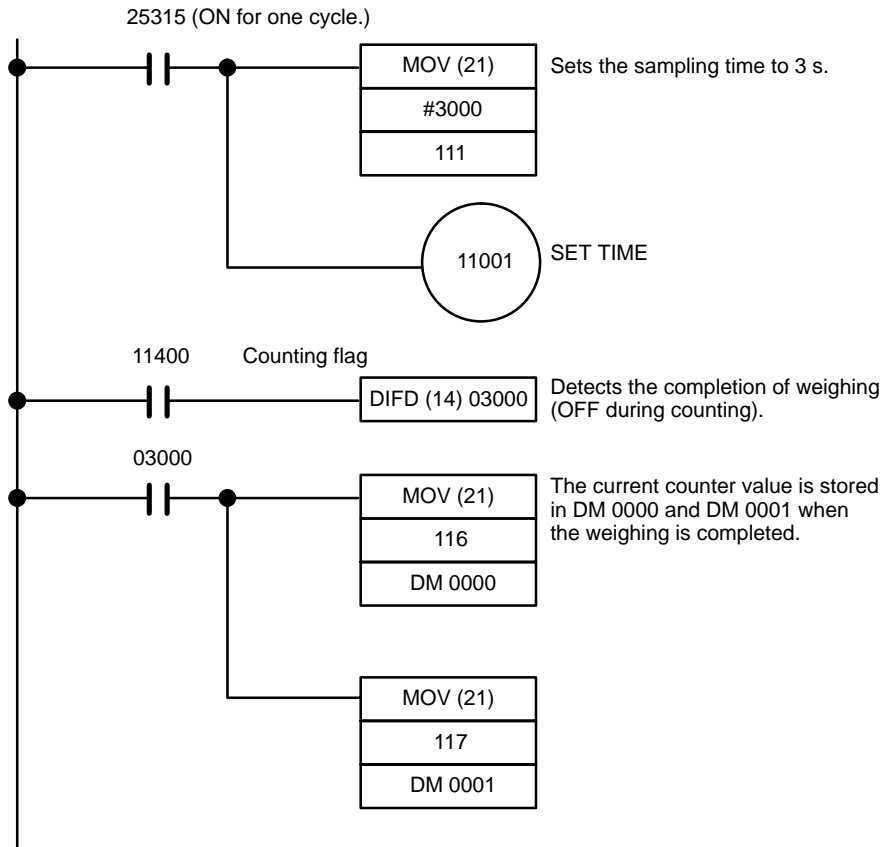 25315 (ON for one cycle.)
MOV (21)
Sets the sampling time to 3 s.
#3000
111
11001
SET TIME
11400
Counting flag
DIFD (14) 03000
Detects the completion of weighing
(OFF during counting).
03000
MOV (21)
The current counter value is stored
in DM 0000 and DM 0001 when
the weighing is completed.
116
DM 0000
MOV (21)
117
DM 0001